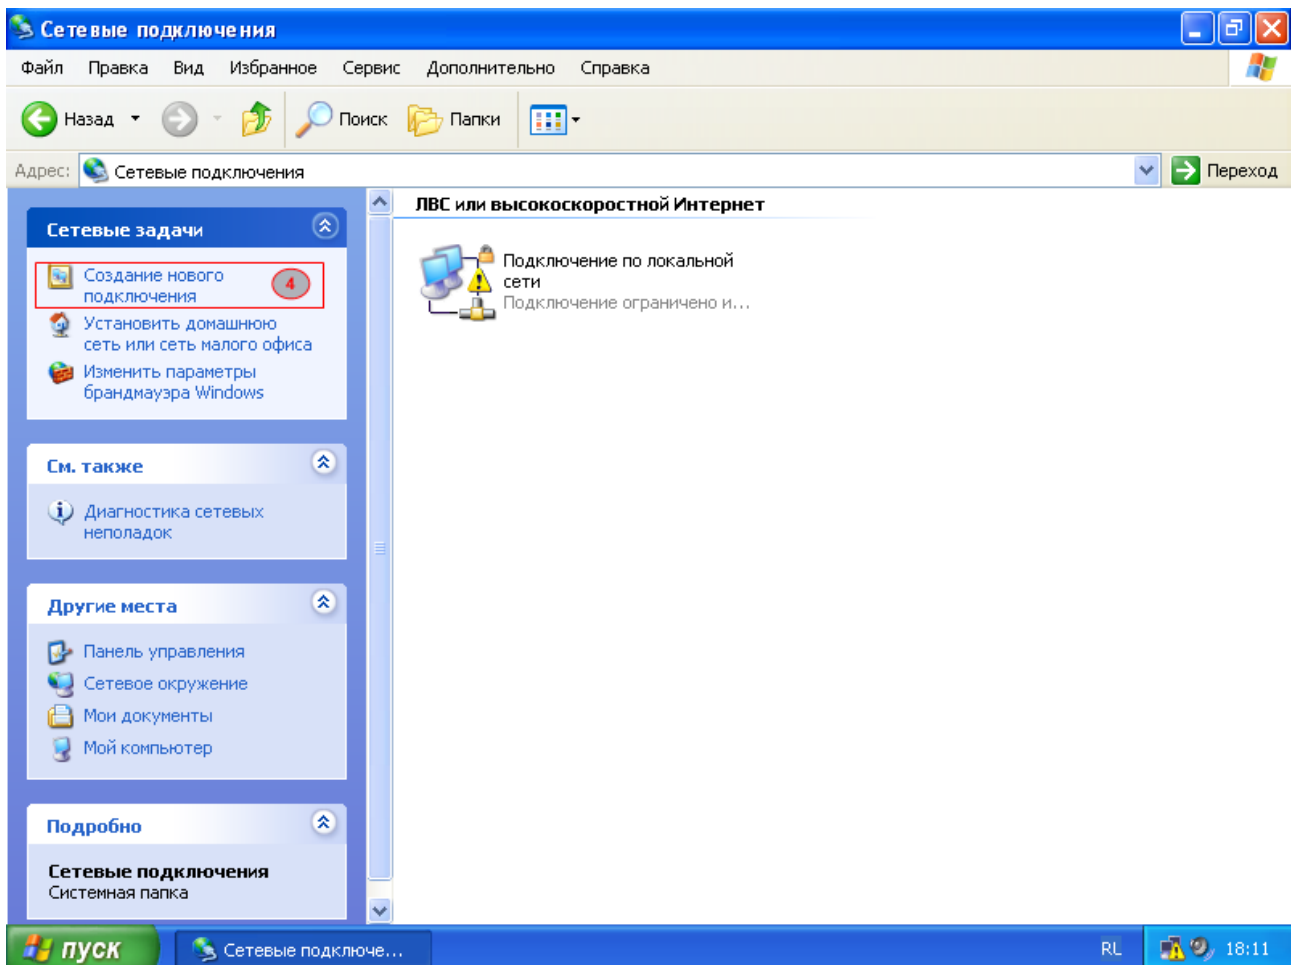 Сетевые подключения
Файл Правка Вид Избранное Сервис Дополнительно Справка
Назад Поиск Папки
Адрес: Сетевые подключения Переход
Сетевые задачи
Создание нового
подключения
4
Установить домашнюю
сеть или сеть малого офиса
Изменить параметры
брандмауэра Windows
См. также
Диагностика сетевых
неполадок
Другие места
Панель управления
Сетевое окружение
Мои документы
Мой компьютер
Подробно
Сетевые подключения
Системная папка
ЛВС или высокоскоростной Интернет
Подключение по локальной
сети
Подключение ограничено и...
пуск Сетевые подключе... RL 18:11